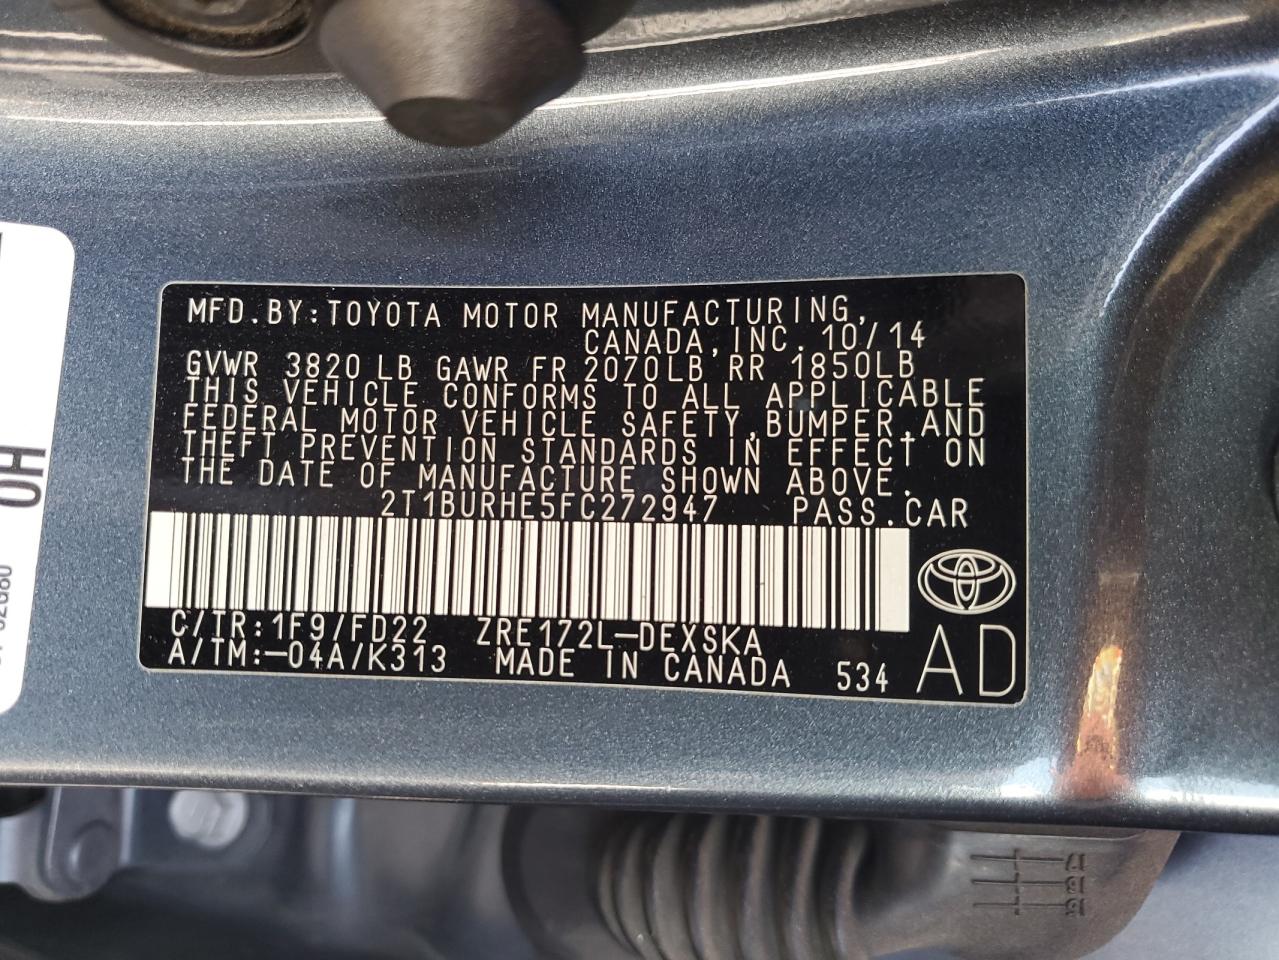 MFD.BY:TOYOTA MOTOR MANUFACTURING,
CANADA,INC. 10/14
GVWR 3820 LB GAWR FR 2070LB RR 1850LB
THIS VEHICLE CONFORMS TO ALL APPLICABLE
FEDERAL MOTOR VEHICLE SAFETY,BUMPER,AND
THEFT PREVENTION STANDARDS IN EFFECT ON
THE DATE OF MANUFACTURE SHOWN ABOVE.
2T1BURHE5FC272947 PASS.CAR
C/TR:1F9/FD22 ZRE172L-DEXSKA
A/TM:-04A/K313 MADE IN CANADA 534
AD
0H